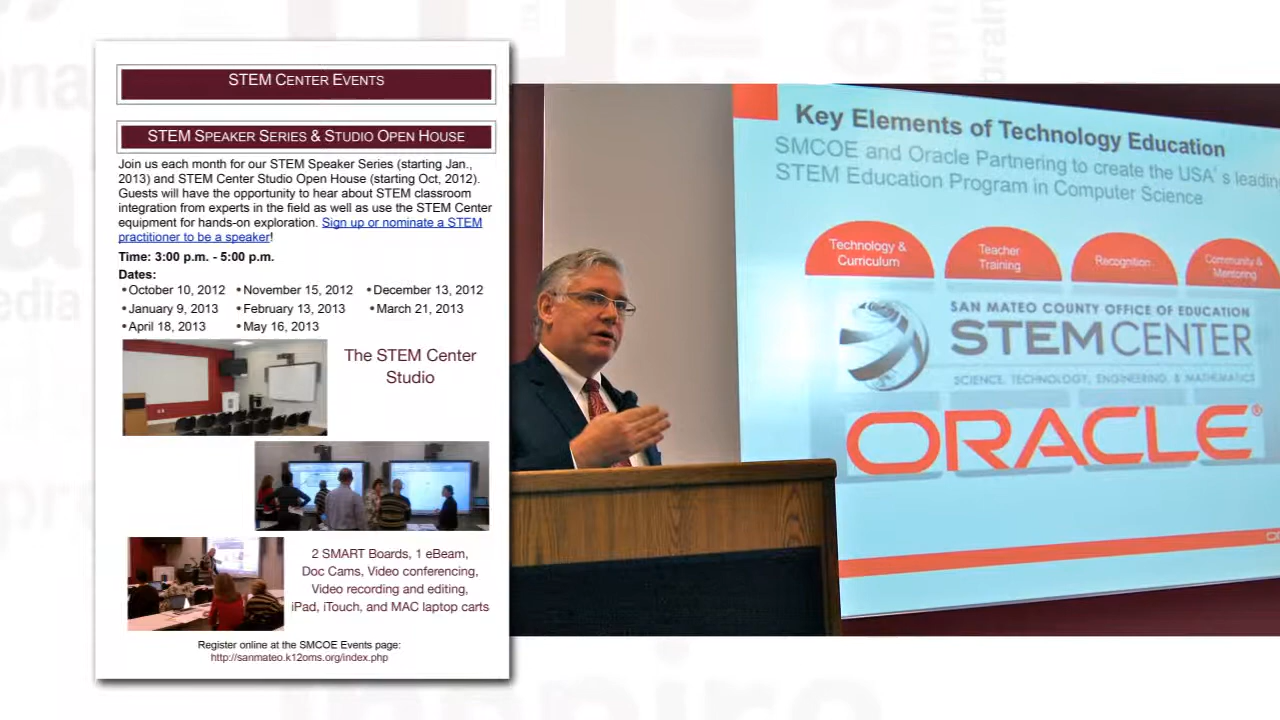 STEM CENTER EVENTS
STEM SPEAKER SERIES & STUDIO OPEN HOUSE
Join us each month for our STEM Speaker Series (starting Jan.,
2013) and STEM Center Studio Open House (starting Oct, 2012).
Guests will have the opportunity to hear about STEM classroom
integration from experts in the field as well as use the STEM Center
equipment for hands-on exploration. Sign up or nominate a STEM
practitioner to be a speaker!
Time: 3:00 p.m. - 5:00 p.m.
Dates:
• October 10, 2012 • November 15, 2012 • December 13, 2012
• January 9, 2013 • February 13, 2013 • March 21, 2013
• April 18, 2013 • May 16, 2013
The STEM Center
Studio
2 SMART Boards, 1 eBeam,
Doc Cams, Video conferencing,
Video recording and editing,
iPad, iTouch, and MAC laptop carts
Register online at the SMCOE Events page:
http://sanmateo.k12oms.org/index.php
Key Elements of Technology Education
SMCOE and Oracle Partnering to create the USA's leading
STEM Education Program in Computer Science
Technology &
Curriculum
Teacher
Training
Recognition
Community &
Mentoring
SAN MATEO COUNTY OFFICE OF EDUCATION
STEMCENTER
SCIENCE, TECHNOLOGY, ENGINEERING, & MATHEMATICS
ORACLE®